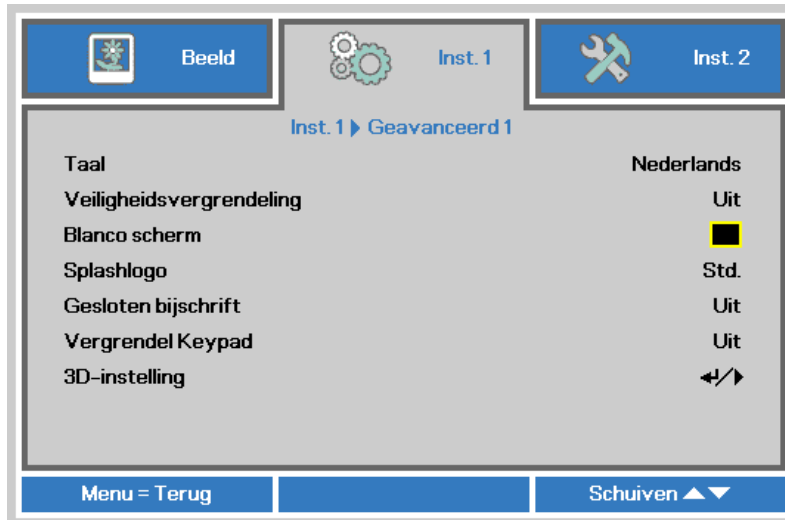 Beeld
Inst. 1
Inst. 2
Inst. 1 ▶ Geavanceerd 1
Taal Nederlands
Veiligheidsvergrendeling Uit
Blanco scherm
Splashlogo Std.
Gesloten bijschrift Uit
Vergrendel Keypad Uit
3D-instelling ↵/▶
Menu = Terug
Schuiven ▲▼